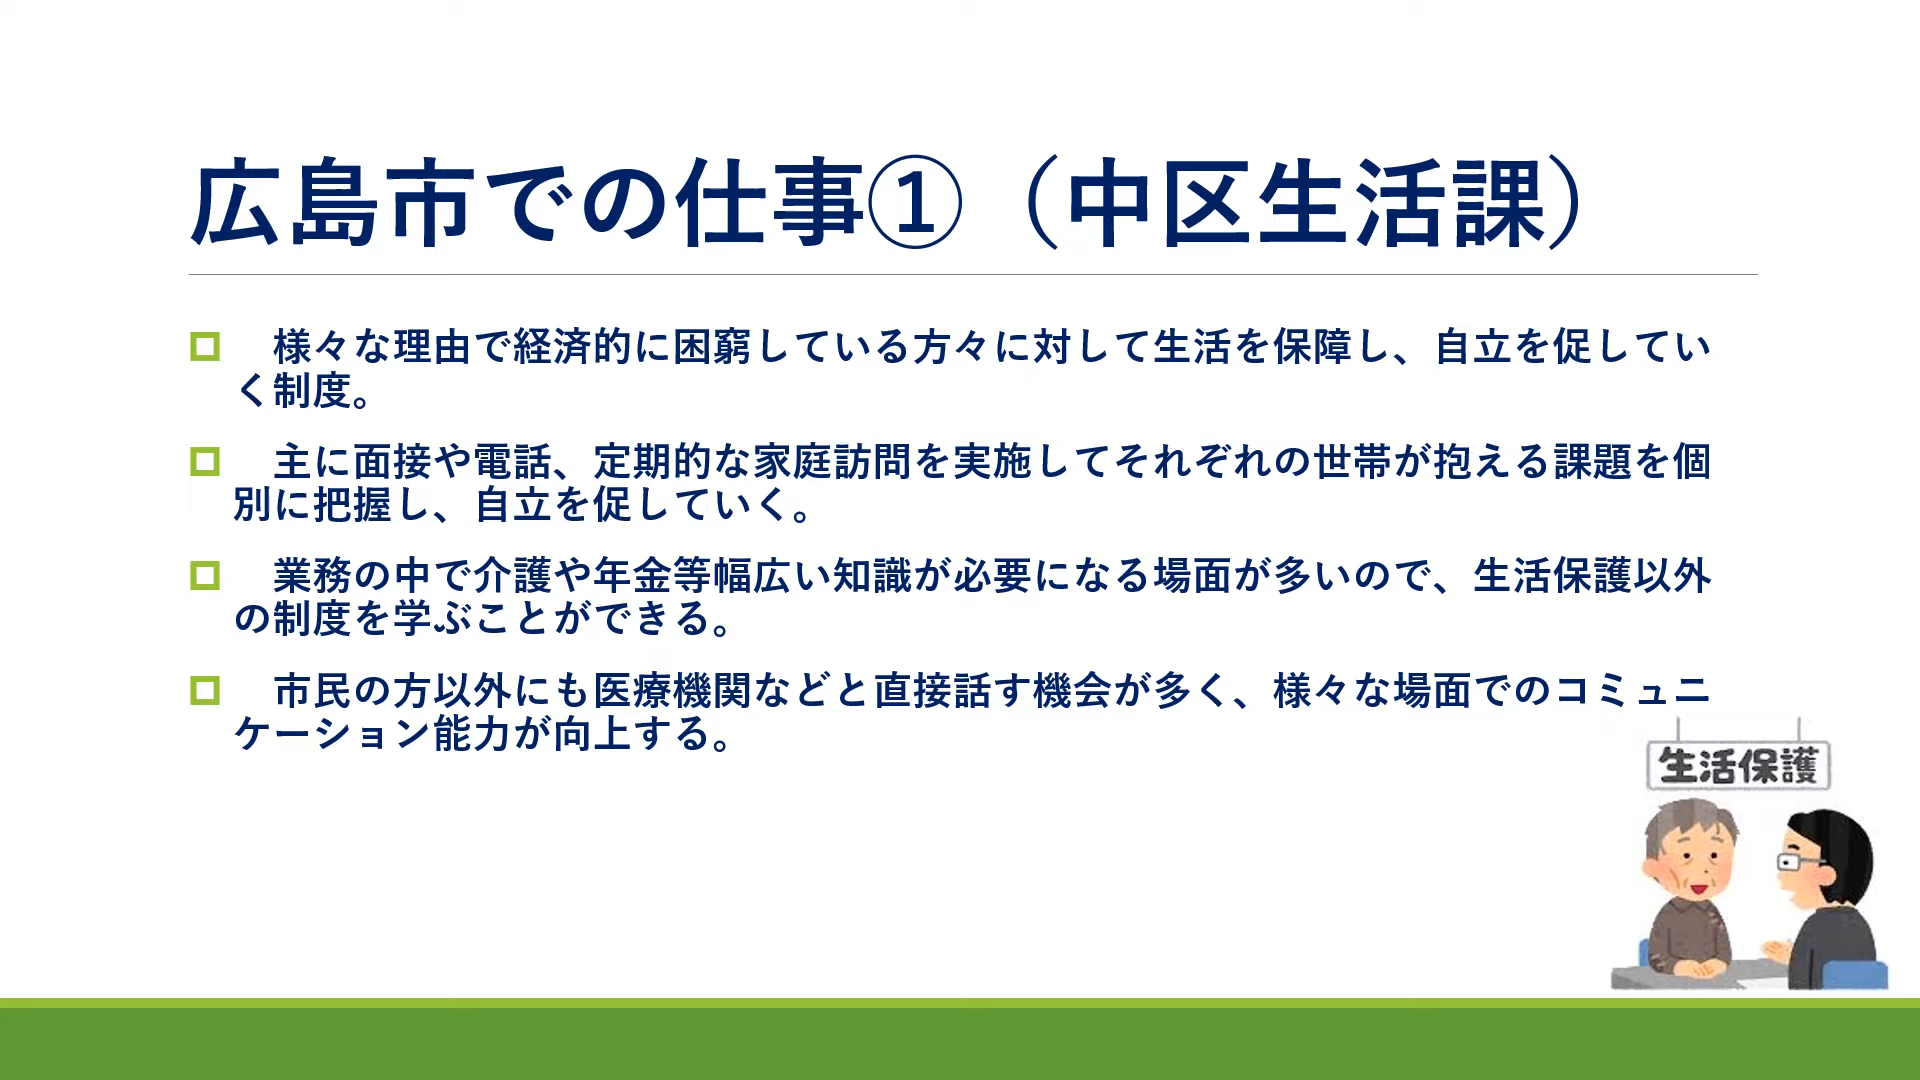 広島市での仕事①（中区生活課）
様々な理由で経済的に困窮している方々に対して生活を保障し、自立を促してい
く制度。
主に面接や電話、定期的な家庭訪問を実施してそれぞれの世帯が抱える課題を個
別に把握し、自立を促していく。
業務の中で介護や年金等幅広い知識が必要になる場面が多いので、生活保護以外
の制度を学ぶことができる。
市民の方以外にも医療機関などと直接話す機会が多く、様々な場面でのコミュニ
ケーション能力が向上する。
生活保護